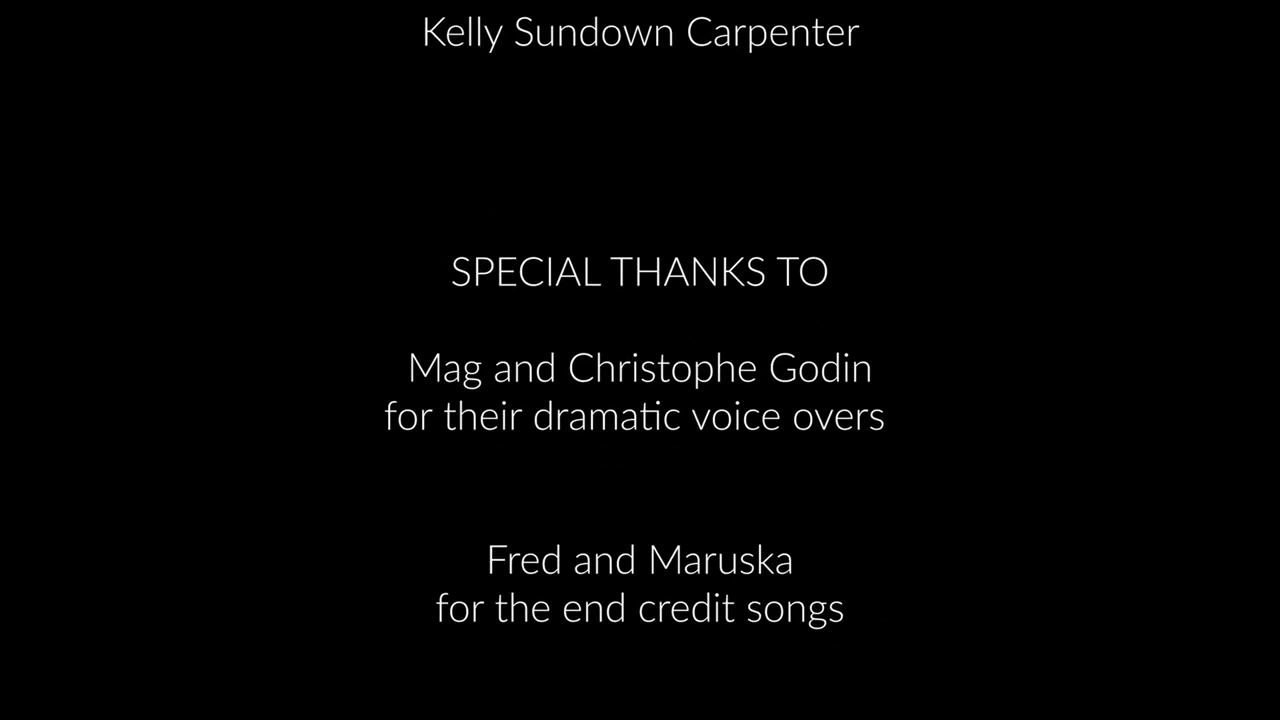 Kelly Sundown Carpenter
SPECIAL THANKS TO
Mag and Christophe Godin
for their dramatic voice overs
Fred and Maruska
for the end credit songs